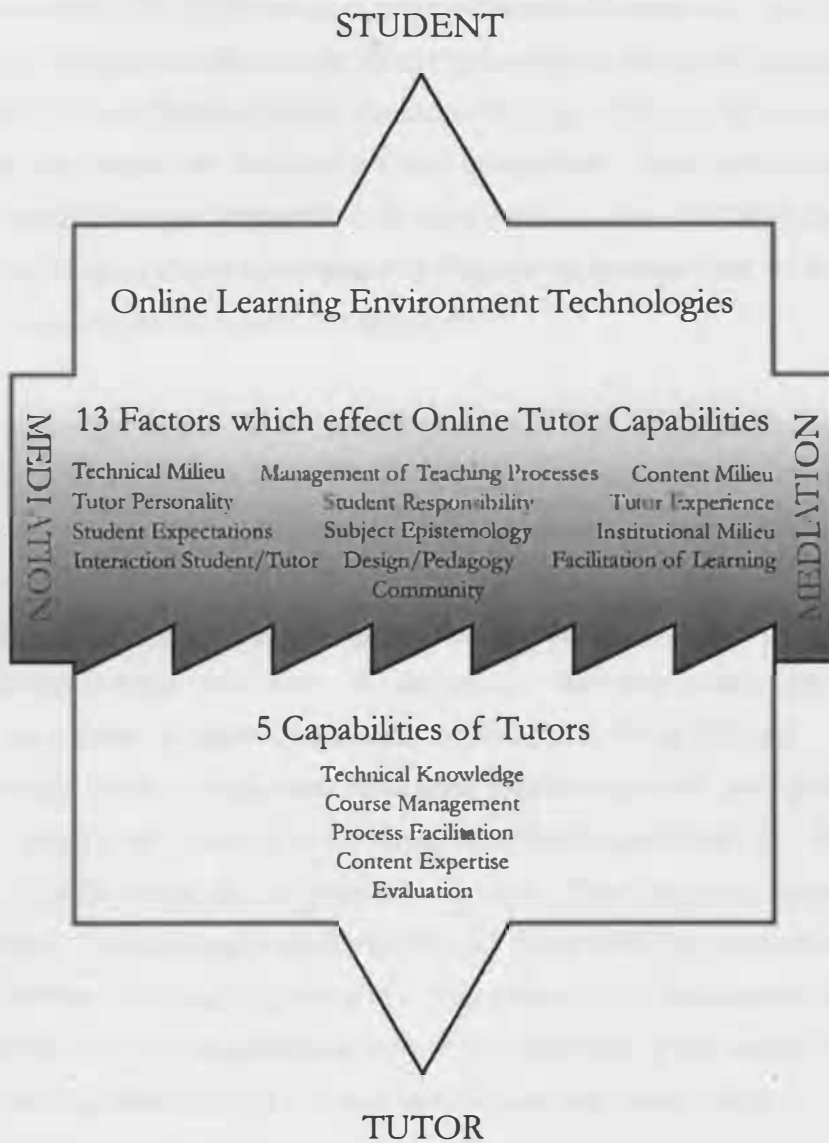 STUDENT
Online Learning Environment Technologies
MEDIATION
13 Factors which effect Online Tutor Capabilities
Technical Milieu Management of Teaching Processes Content Milieu
Tutor Personality Student Responsibility Tutor Experience
Student Expectations Subject Epistemology Institutional Milieu
Interaction Student/Tutor Design/Pedagogy Facilitation of Learning
Community
MEDIATION
5 Capabilities of Tutors
Technical Knowledge
Course Management
Process Facilitation
Content Expertise
Evaluation
TUTOR